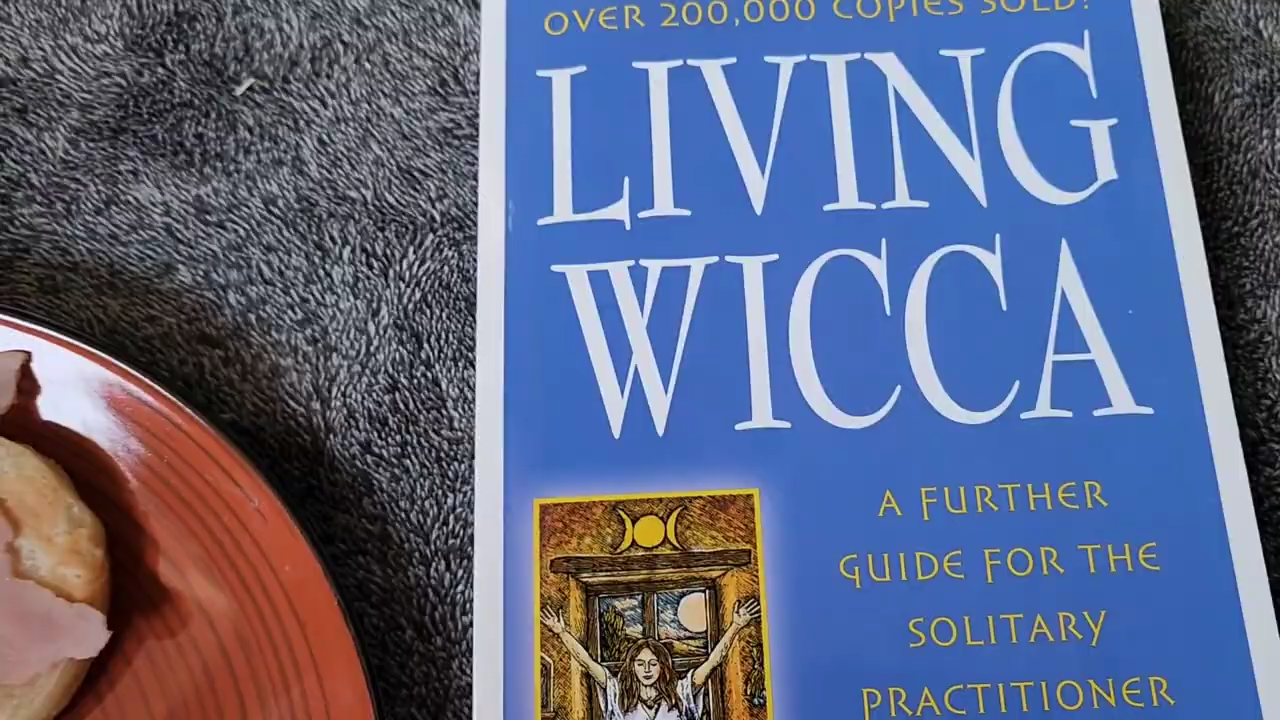 OVER 200,000 COPIES SOLD!
LIVING
WICCA
A FURTHER
GUIDE FOR THE
SOLITARY
PRACTITIONER